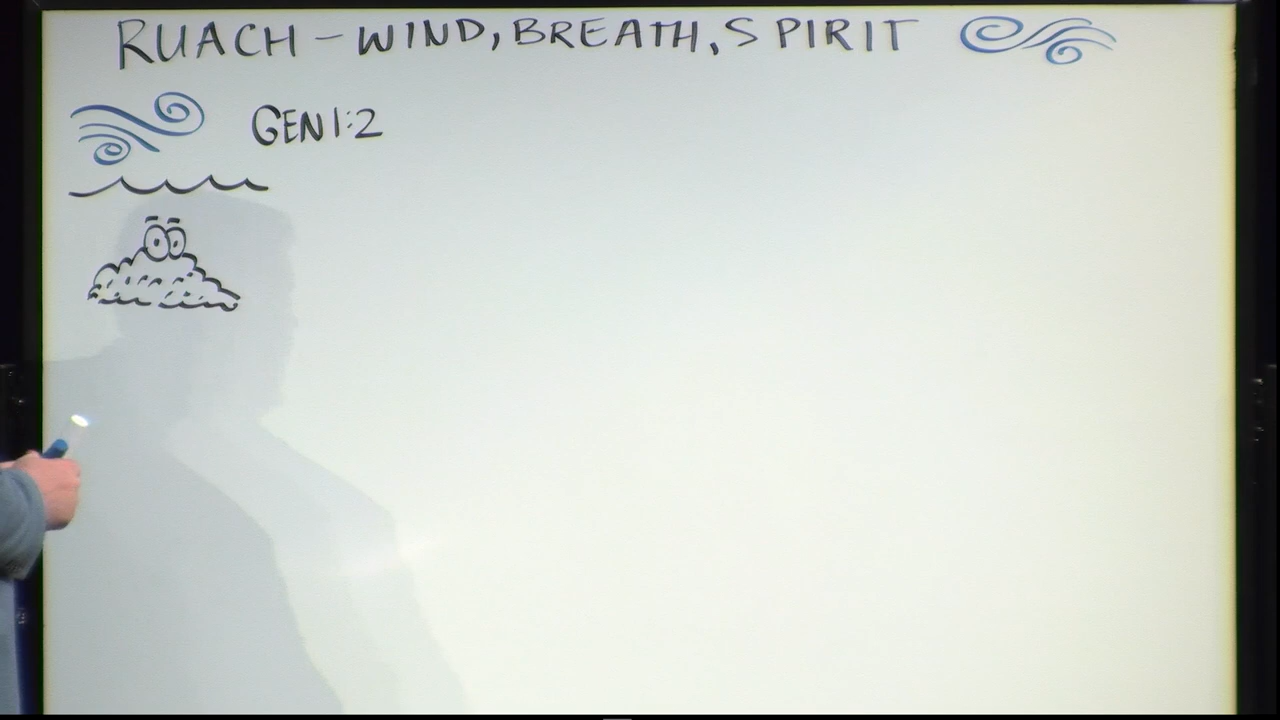 RUACH - WIND, BREATH, SPIRIT
GEN 1:2